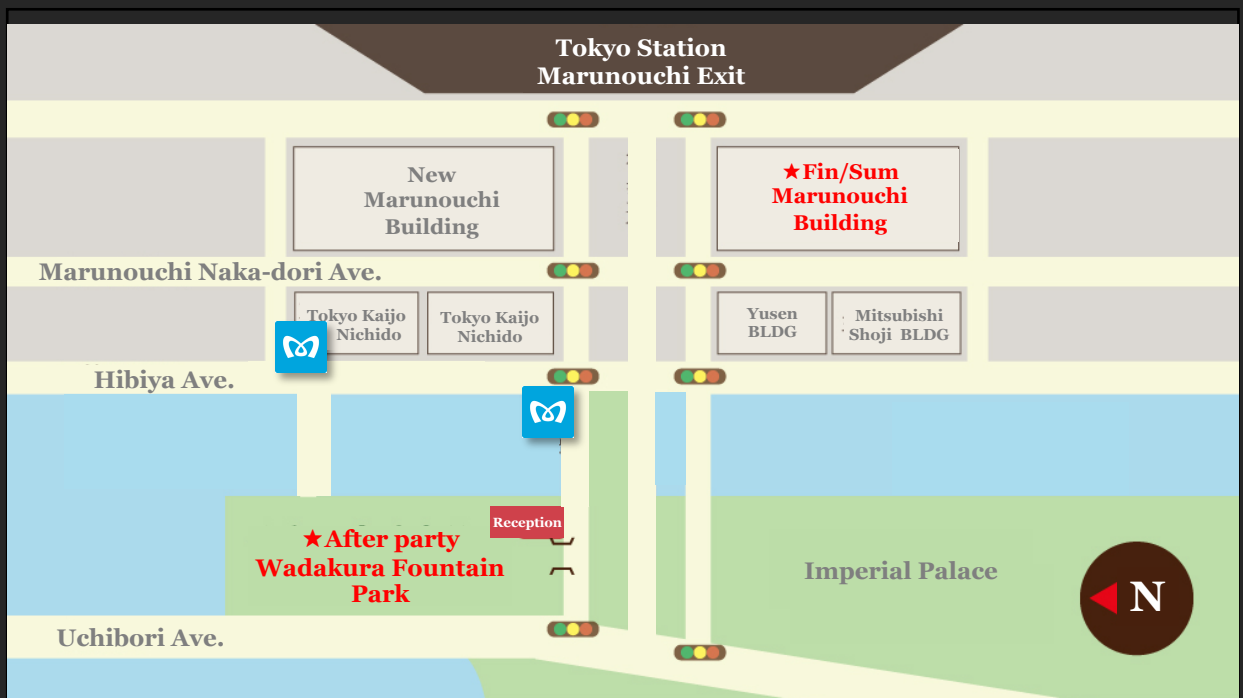 Tokyo Station
Marunouchi Exit
New
Marunouchi
Building
★Fin/Sum
Marunouchi
Building
Marunouchi Naka-dori Ave.
Tokyo Kaijo
Nichido
Tokyo Kaijo
Nichido
Yusen
BLDG
Mitsubishi
Shoji BLDG
Hibiya Ave.
Reception
★After party
Wadakura Fountain
Park
Imperial Palace
N
Uchibori Ave.